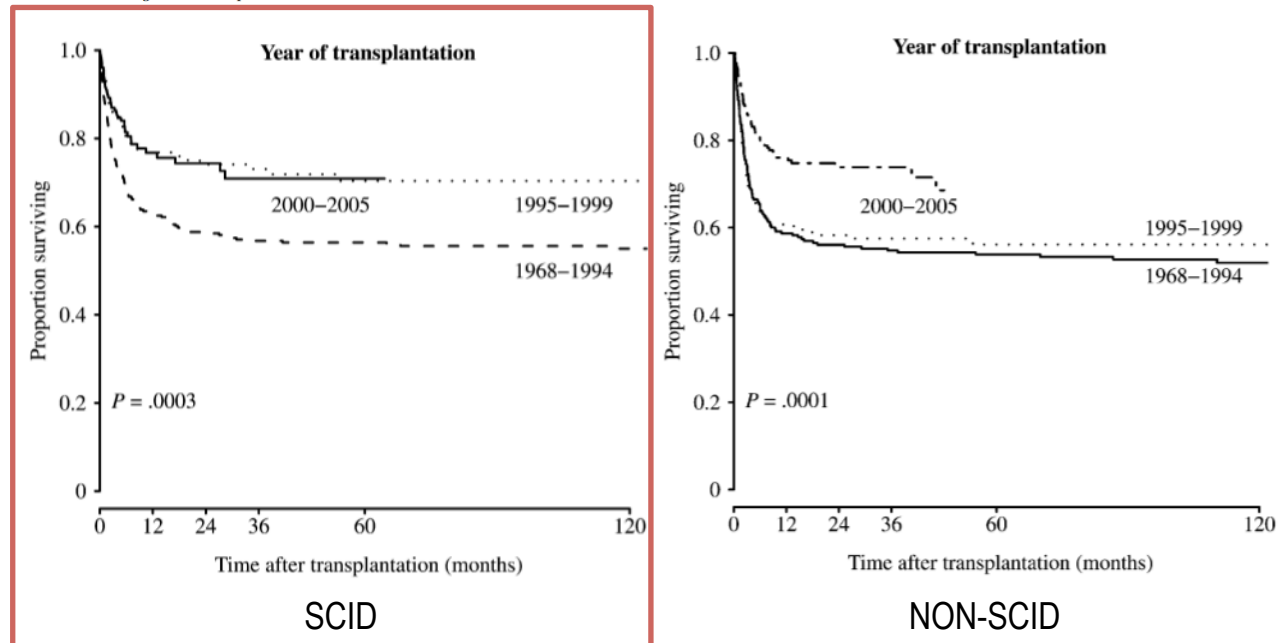 Year of transplantation
1.0
0.8
0.6
0.4
0.2
0
Proportion surviving
2000–2005
1995–1999
1968–1994
P = .0003
0 12 24 36 60 120
Time after transplantation (months)
SCID
Year of transplantation
1.0
0.8
0.6
0.4
0.2
0
Proportion surviving
2000–2005
1995–1999
1968–1994
P = .0001
0 12 24 36 60 120
Time after transplantation (months)
NON-SCID